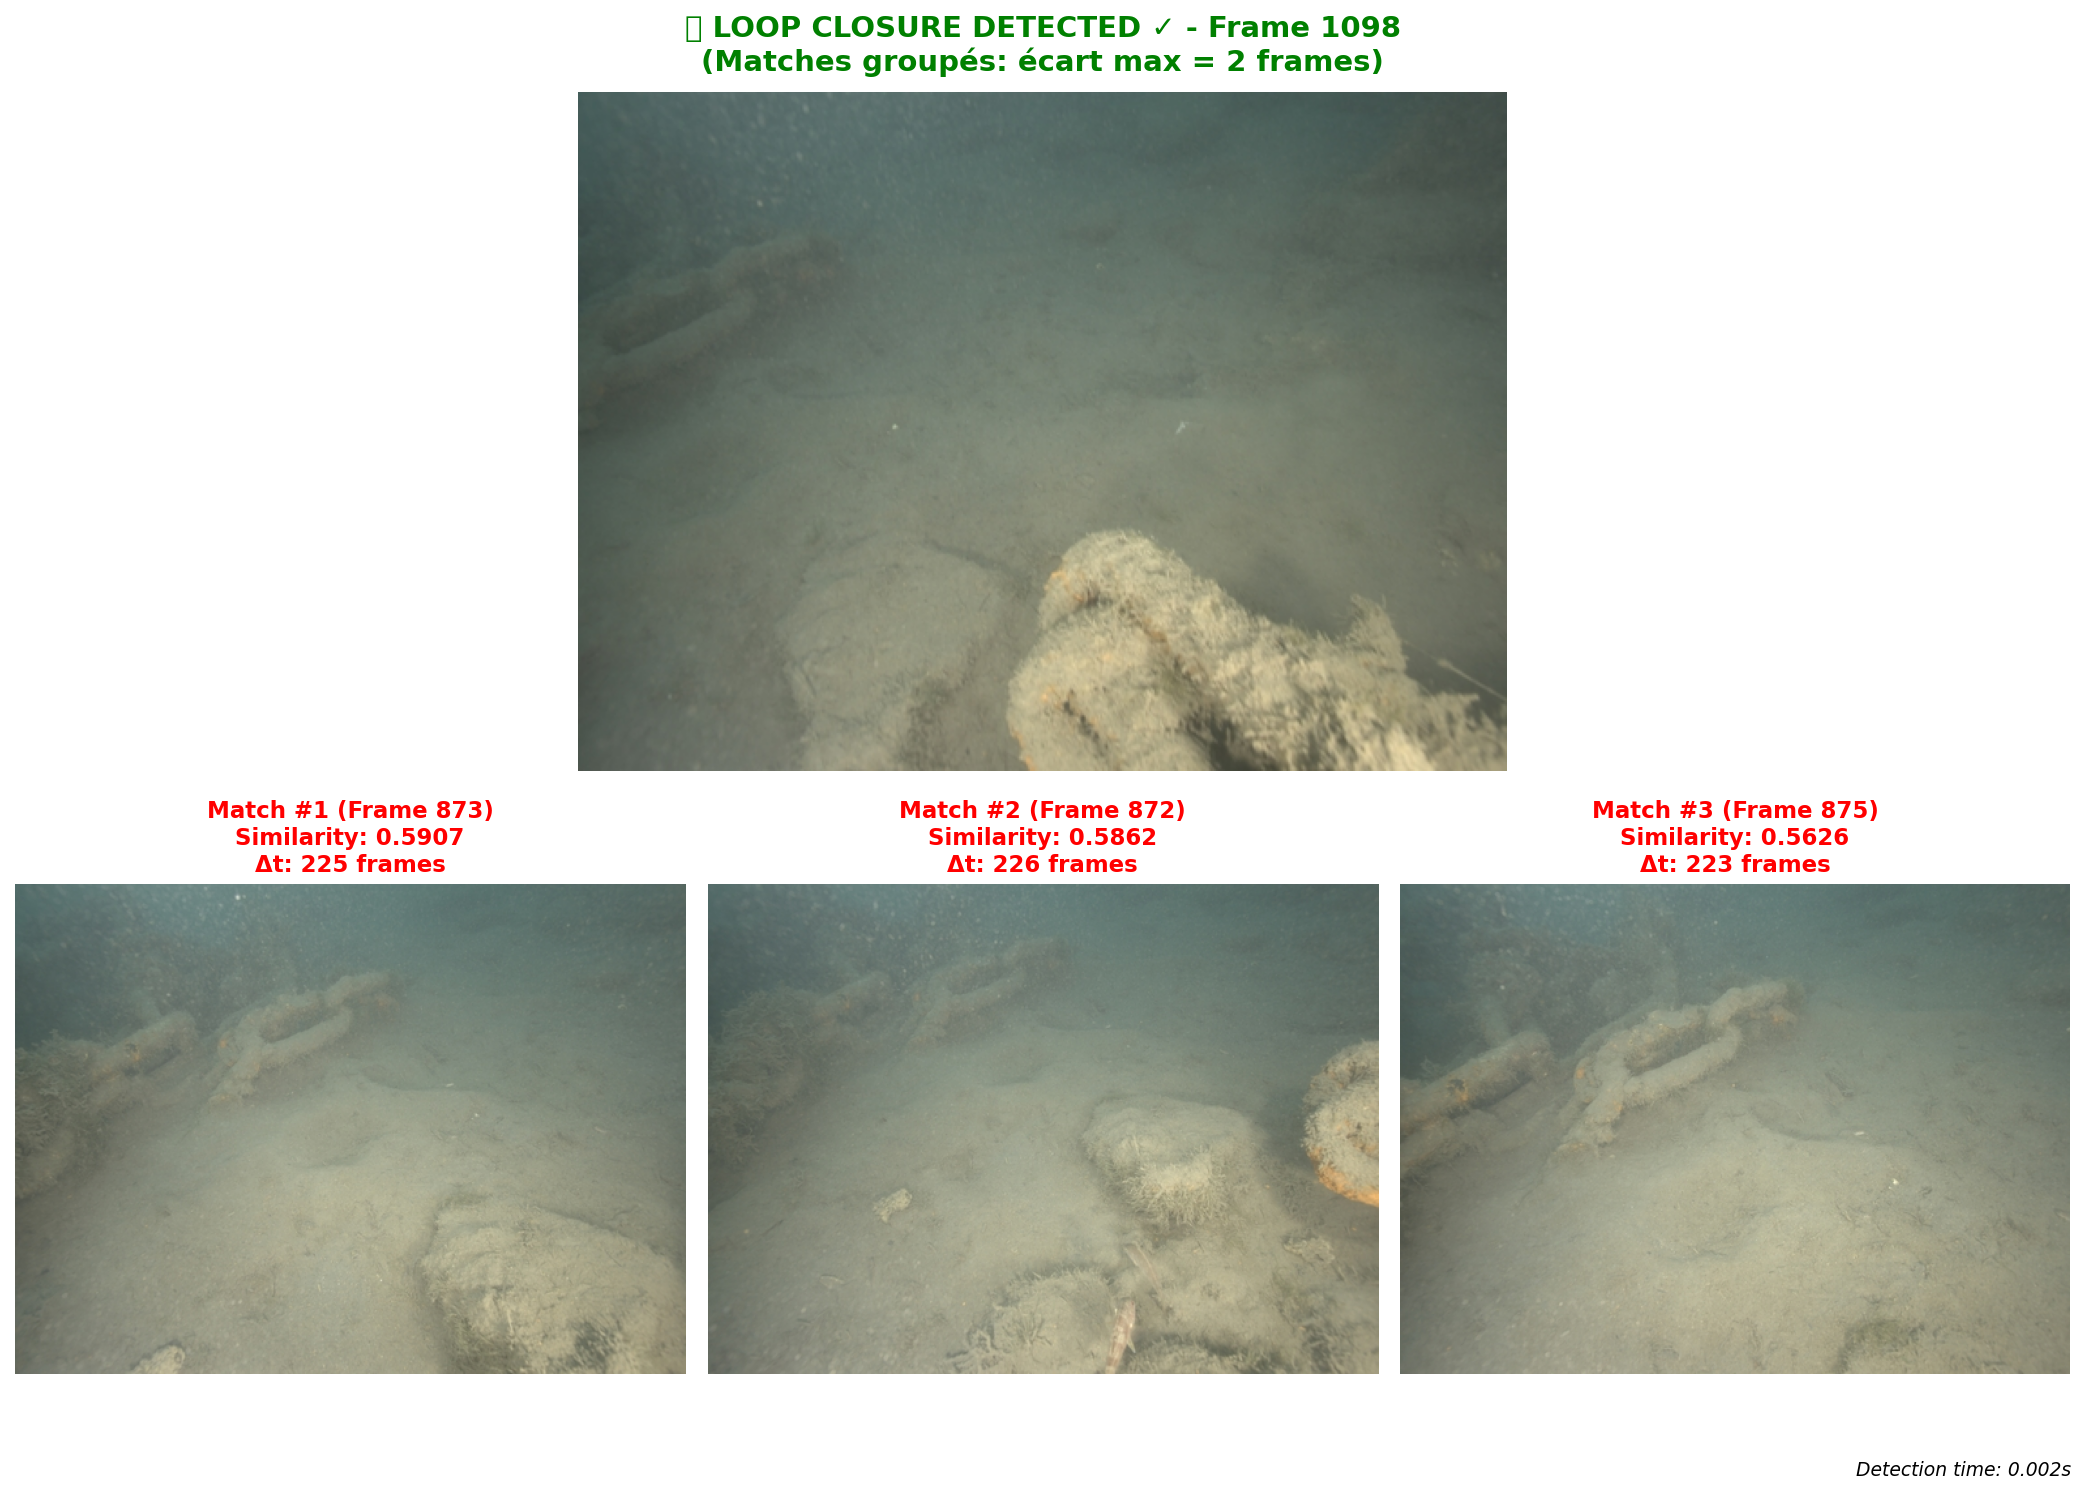 LOOP CLOSURE DETECTED ✓ - Frame 1098
(Matches groupés: écart max = 2 frames)
Match #1 (Frame 873)
Similarity: 0.5907
Δt: 225 frames
Match #2 (Frame 872)
Similarity: 0.5862
Δt: 226 frames
Match #3 (Frame 875)
Similarity: 0.5626
Δt: 223 frames
Detection time: 0.002s